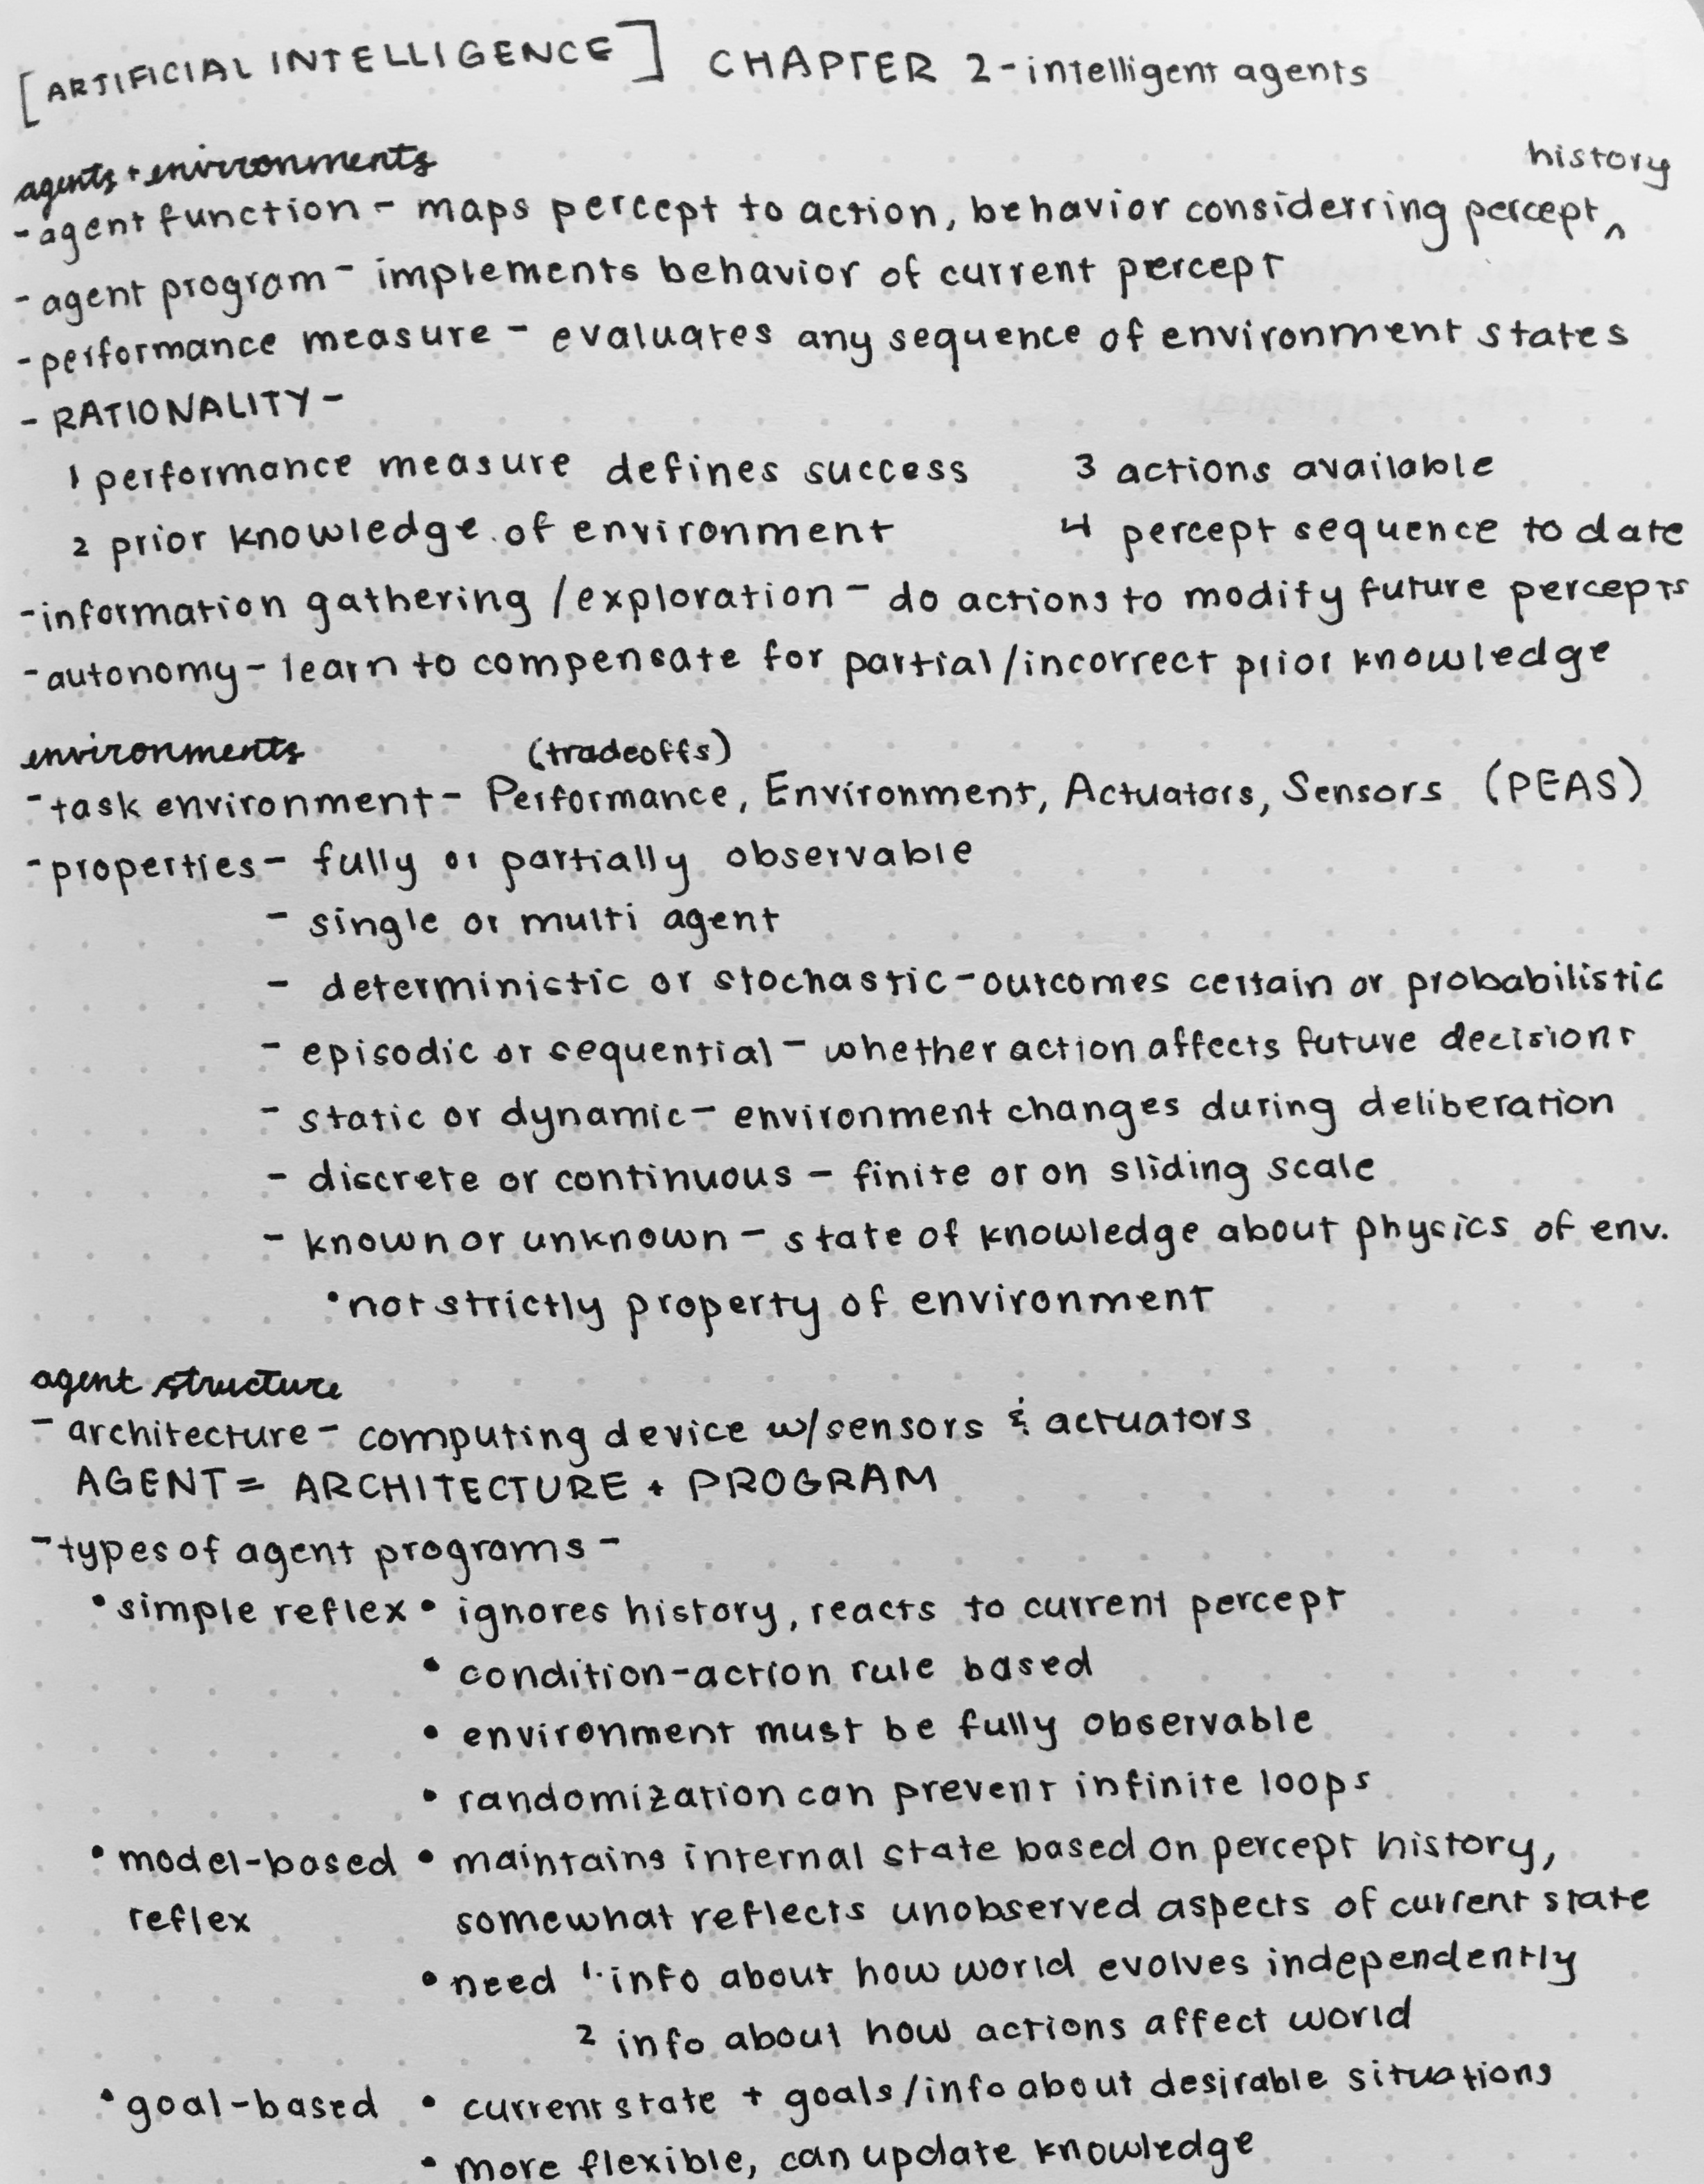 [ARTIFICIAL INTELLIGENCE] CHAPTER 2 - intelligent agents
agents + environments
history
- agent function - maps percept to action, behavior considerring percept ^
- agent program - implements behavior of current percept
- performance measure - evaluates any sequence of environment states
- RATIONALITY -
1 performance measure defines success 3 actions available
2 prior knowledge of environment 4 percept sequence to date
- information gathering / exploration - do actions to modify future percepts
- autonomy - learn to compensate for partial/incorrect prior knowledge
environments (tradeoffs)
- task environment - Performance, Environment, Actuators, Sensors (PEAS)
- properties - fully or partially observable
- single or multi agent
- deterministic or stochastic - outcomes certain or probabilistic
- episodic or sequential - whether action affects future decisions
- static or dynamic - environment changes during deliberation
- discrete or continuous - finite or on sliding scale
- known or unknown - state of knowledge about physics of env.
• not strictly property of environment
agent structure
- architecture - computing device w/sensors & actuators
AGENT = ARCHITECTURE + PROGRAM
- types of agent programs -
• simple reflex • ignores history, reacts to current percept
• condition-action rule based
• environment must be fully observable
• randomization can prevent infinite loops
• model-based • maintains internal state based on percept history,
reflex somewhat reflects unobserved aspects of current state
• need 1. info about how world evolves independently
2 info about how actions affect world
• goal-based • current state + goals/info about desirable situations
• more flexible, can update knowledge